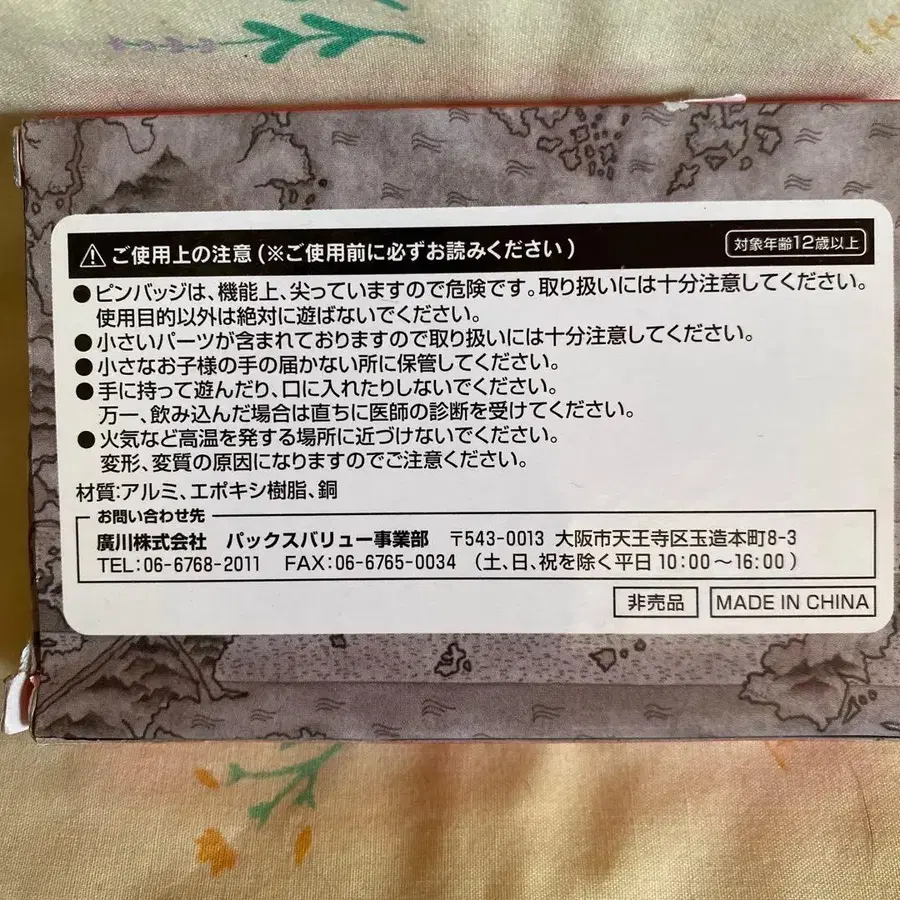 ご使用上の注意(※ご使用前に必ずお読みください) 対象年齢12歳以上
●ピンバッジは、機能上、尖っていますので危険です。取り扱いには十分注意してください。
使用目的以外は絶対に遊ばないでください。
●小さいパーツが含まれておりますので取り扱いには十分注意してください。
●小さなお子様の手の届かない所に保管してください。
●手に持って遊んだり、口に入れたりしないでください。
万一、飲み込んだ場合は直ちに医師の診断を受けてください。
●火気など高温を発する場所に近づけないでください。
変形、変質の原因になりますのでご注意ください。
材質:アルミ、エポキシ樹脂、銅
お問い合わせ先
廣川株式会社 パックスバリュー事業部 〒543-0013 大阪市天王寺区玉造本町8-3
TEL:06-6768-2011 FAX:06-6765-0034 (土、日、祝を除く平日10:00~16:00)
非売品 MADE IN CHINA